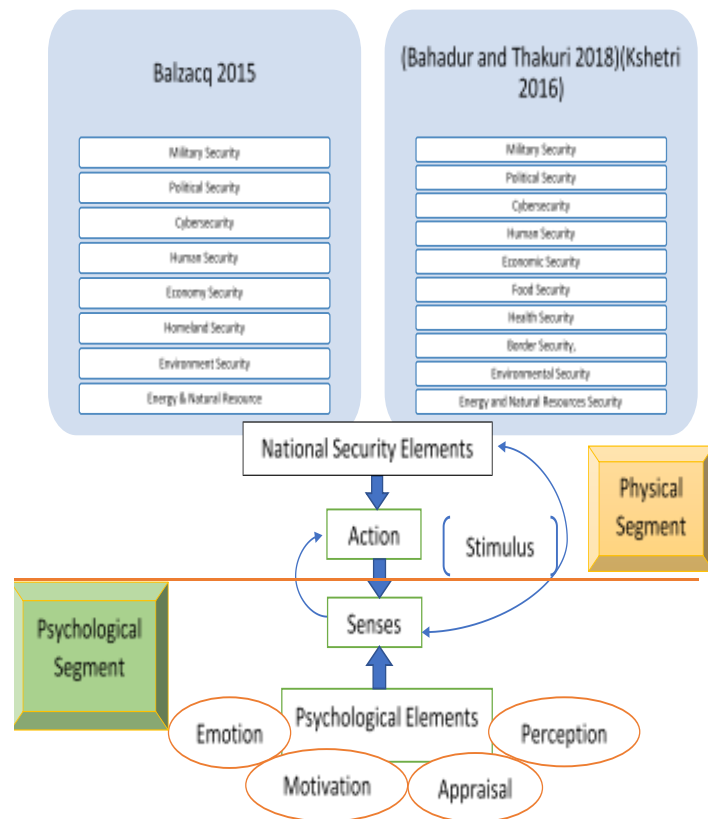 Balzacq 2015
Military Security
Political Security
Cybersecurity
Human Security
Economy Security
Homeland Security
Environment Security
Energy & Natural Resource
(Bahadur and Thakuri 2018)(Kshetri
2016)
Military Security
Political Security
Cybersecurity
Human Security
Economic Security
Food Security
Health Security
Border Security,
Environmental Security
Energy and Natural Resources Security
National Security Elements
Physical
Segment
Action
Stimulus
Psychological
Segment
Senses
Psychological Elements
Emotion
Perception
Motivation
Appraisal